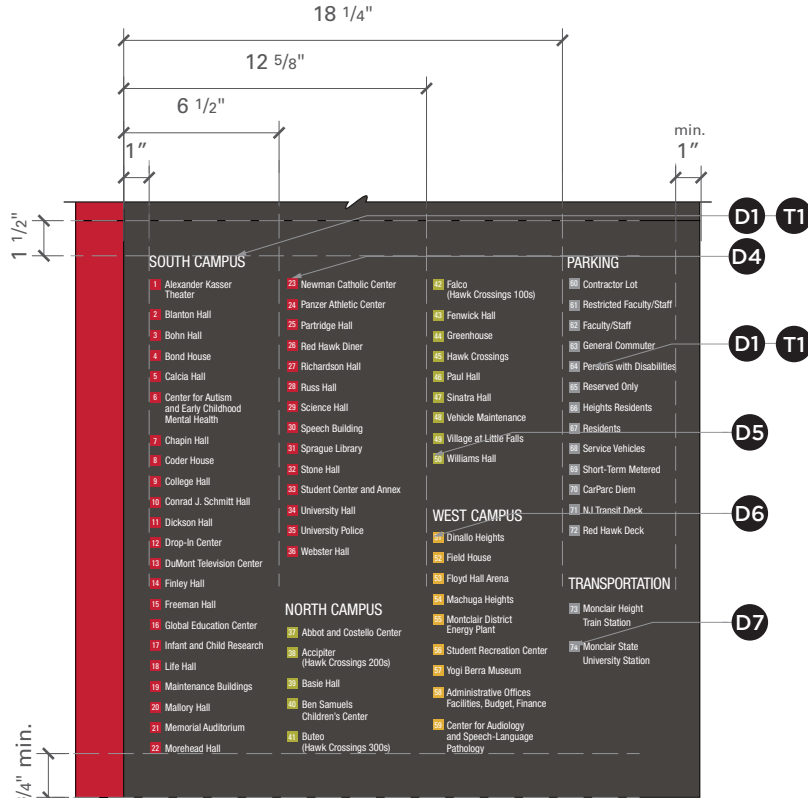 18 1/4"
12 5/8"
6 1/2"
1"
min.
1"
1 1/2"
D1 T1
D4
D1 T1
D5
D6
D7
3/4" min.
SOUTH CAMPUS
1 Alexander Kasser
Theater
2 Blanton Hall
3 Bohn Hall
4 Bond House
5 Calcia Hall
6 Center for Autism
and Early Childhood
Mental Health
7 Chapin Hall
8 Coder House
9 College Hall
10 Conrad J. Schmitt Hall
11 Dickson Hall
12 Drop-In Center
13 DuMont Television Center
14 Finley Hall
15 Freeman Hall
16 Global Education Center
17 Infant and Child Research
18 Life Hall
19 Maintenance Buildings
20 Mallory Hall
21 Memorial Auditorium
22 Morehead Hall
23 Newman Catholic Center
24 Panzer Athletic Center
25 Partridge Hall
26 Red Hawk Diner
27 Richardson Hall
28 Russ Hall
29 Science Hall
30 Speech Building
31 Sprague Library
32 Stone Hall
33 Student Center and Annex
34 University Hall
35 University Police
36 Webster Hall
NORTH CAMPUS
37 Abbot and Costello Center
38 Accipiter
(Hawk Crossings 200s)
39 Basie Hall
40 Ben Samuels
Children's Center
41 Buteo
(Hawk Crossings 300s)
42 Falco
(Hawk Crossings 100s)
43 Fenwick Hall
44 Greenhouse
45 Hawk Crossings
46 Paul Hall
47 Sinatra Hall
48 Vehicle Maintenance
49 Village at Little Falls
50 Williams Hall
WEST CAMPUS
51 Dinallo Heights
52 Field House
53 Floyd Hall Arena
54 Machuga Heights
55 Montclair District
Energy Plant
56 Student Recreation Center
57 Yogi Berra Museum
58 Administrative Offices
Facilities, Budget, Finance
59 Center for Audiology
and Speech-Language
Pathology
PARKING
60 Contractor Lot
61 Restricted Faculty/Staff
62 Faculty/Staff
63 General Commuter
64 Persons with Disabilities
65 Reserved Only
66 Heights Residents
67 Residents
68 Service Vehicles
69 Short-Term Metered
70 CarParc Diem
71 NJ Transit Deck
72 Red Hawk Deck
TRANSPORTATION
73 Monclair Height
Train Station
74 Monclair State
University Station